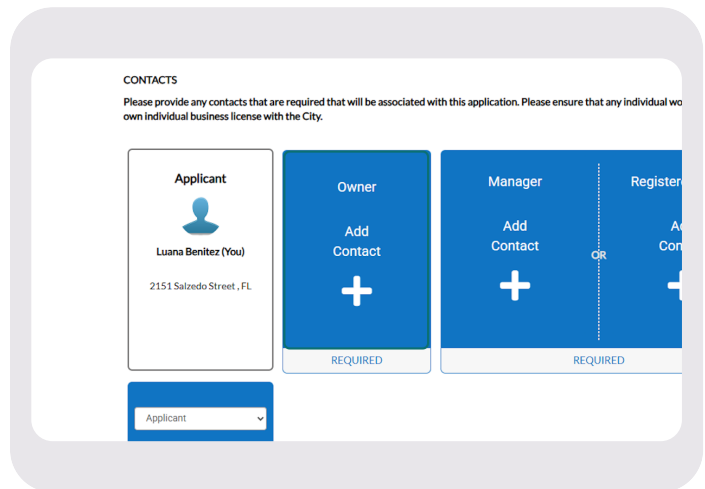 CONTACTS
Please provide any contacts that are required that will be associated with this application. Please ensure that any individual wo
own individual business license with the City.
Applicant
Luana Benitez (You)
2151 Salzedo Street , FL
Owner
Add
Contact
REQUIRED
Manager
Add
Contact
OR
Register
A
Con
REQUIRED
Applicant